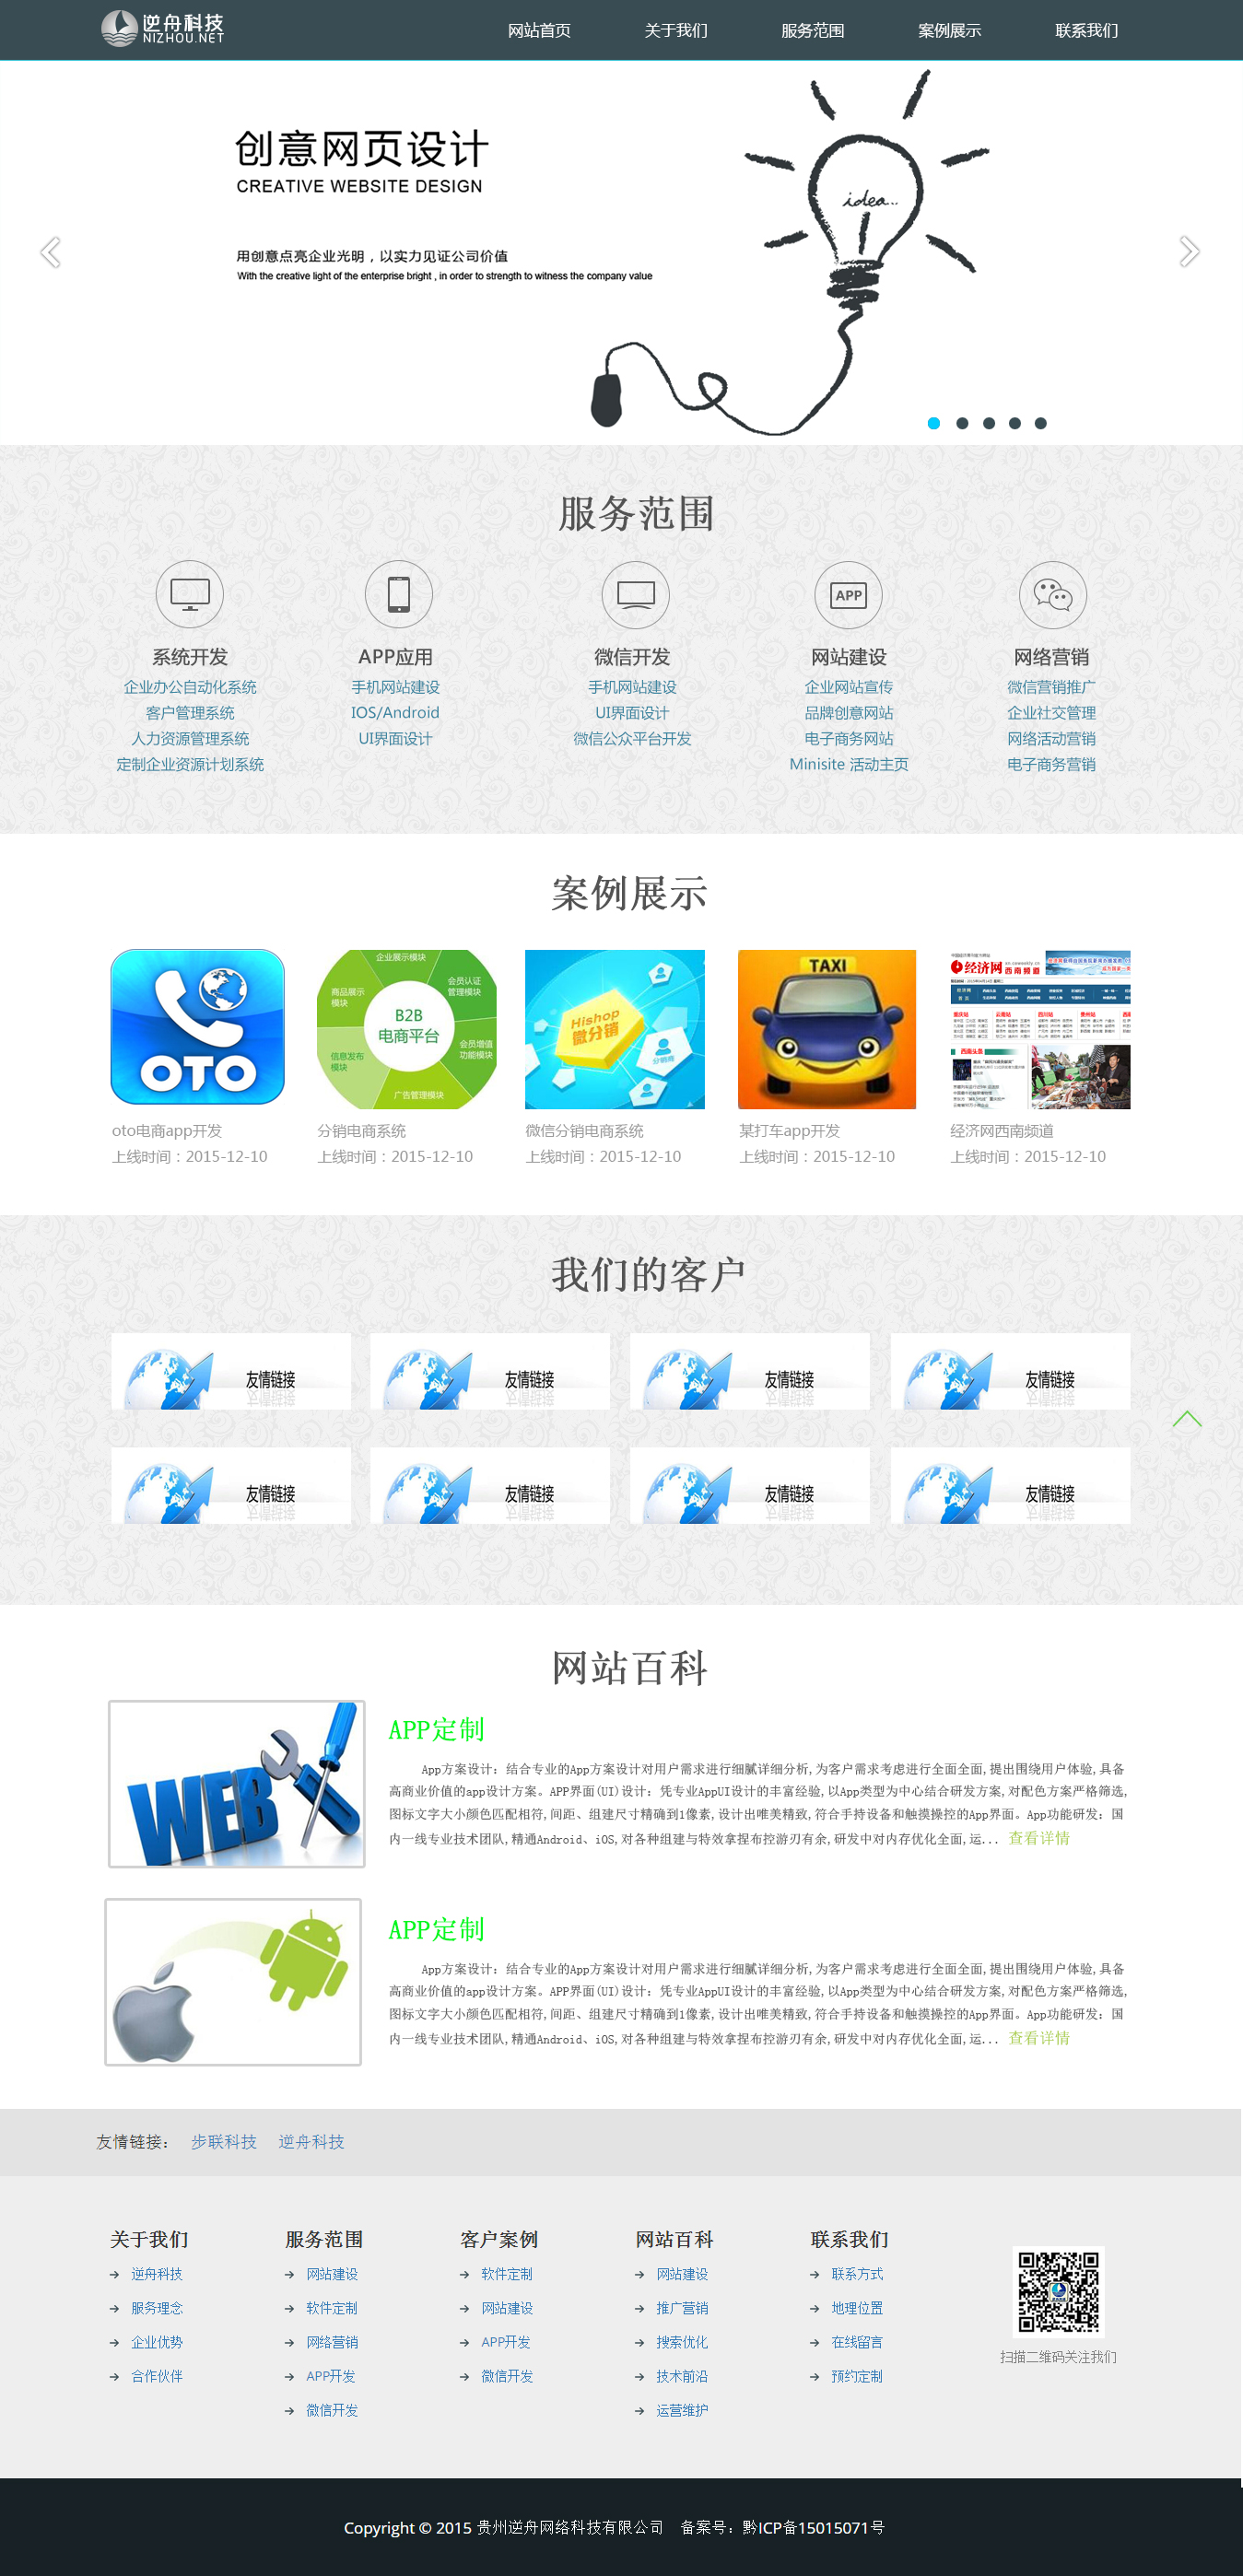 逆舟科技
NIZHOU.NET
网站首页 关于我们 服务范围 案例展示 联系我们
创意网页设计
CREATIVE WEBSITE DESIGN
idea...
用创意点亮企业光明，以实力见证公司价值
With the creative light of the enterprise bright , in order to strength to witness the company value
服务范围
APP
系统开发 APP应用 微信开发 网站建设 网络营销
企业办公自动化系统 手机网站建设 手机网站建设 企业网站宣传 微信营销推广
客户管理系统 IOS/Android UI界面设计 品牌创意网站 企业社交管理
人力资源管理系统 UI界面设计 微信公众平台开发 电子商务网站 网络活动营销
定制企业资源计划系统 Minisite 活动主页 电子商务营销
案例展示
OTO
企业展示模块
会员认证
管理模块
商品展示
模块
B2B
电商平台
会员增值
功能模块
信息发布
模块
广告管理模块
Hishop
微分销
分销商
TAXI
经济网 西南频道
重庆站 云南站 四川站 贵州站
西南头条
oto电商app开发 分销电商系统 微信分销电商系统 某打车app开发 经济网西南频道
上线时间：2015-12-10 上线时间：2015-12-10 上线时间：2015-12-10 上线时间：2015-12-10 上线时间：2015-12-10
我们的客户
友情链接 友情链接 友情链接 友情链接
友情链接 友情链接 友情链接 友情链接
网站百科
WEB
APP定制
App方案设计：结合专业的App方案设计对用户需求进行细腻详细分析,为客户需求考虑进行全面全面,提出围绕用户体验,具备
高商业价值的app设计方案。APP界面(UI)设计：凭专业AppUI设计的丰富经验,以App类型为中心结合研发方案,对配色方案严格筛选,
图标文字大小颜色匹配相符,间距、组建尺寸精确到1像素,设计出唯美精致,符合手持设备和触摸操控的App界面。App功能研发：国
内一线专业技术团队,精通Android、iOS,对各种组建与特效拿捏布控游刃有余,研发中对内存优化全面,运... 查看详情
APP定制
App方案设计：结合专业的App方案设计对用户需求进行细腻详细分析,为客户需求考虑进行全面全面,提出围绕用户体验,具备
高商业价值的app设计方案。APP界面(UI)设计：凭专业AppUI设计的丰富经验,以App类型为中心结合研发方案,对配色方案严格筛选,
图标文字大小颜色匹配相符,间距、组建尺寸精确到1像素,设计出唯美精致,符合手持设备和触摸操控的App界面。App功能研发：国
内一线专业技术团队,精通Android、iOS,对各种组建与特效拿捏布控游刃有余,研发中对内存优化全面,运... 查看详情
友情链接： 步联科技 逆舟科技
关于我们 服务范围 客户案例 网站百科 联系我们
逆舟科技 网站建设 软件定制 网站建设 联系方式
服务理念 软件定制 网站建设 推广营销 地理位置
企业优势 网络营销 APP开发 搜索优化 在线留言
合作伙伴 APP开发 微信开发 技术前沿 预约定制
微信开发 运营维护
扫描二维码关注我们
Copyright © 2015 贵州逆舟网络科技有限公司 备案号：黔ICP备15015071号